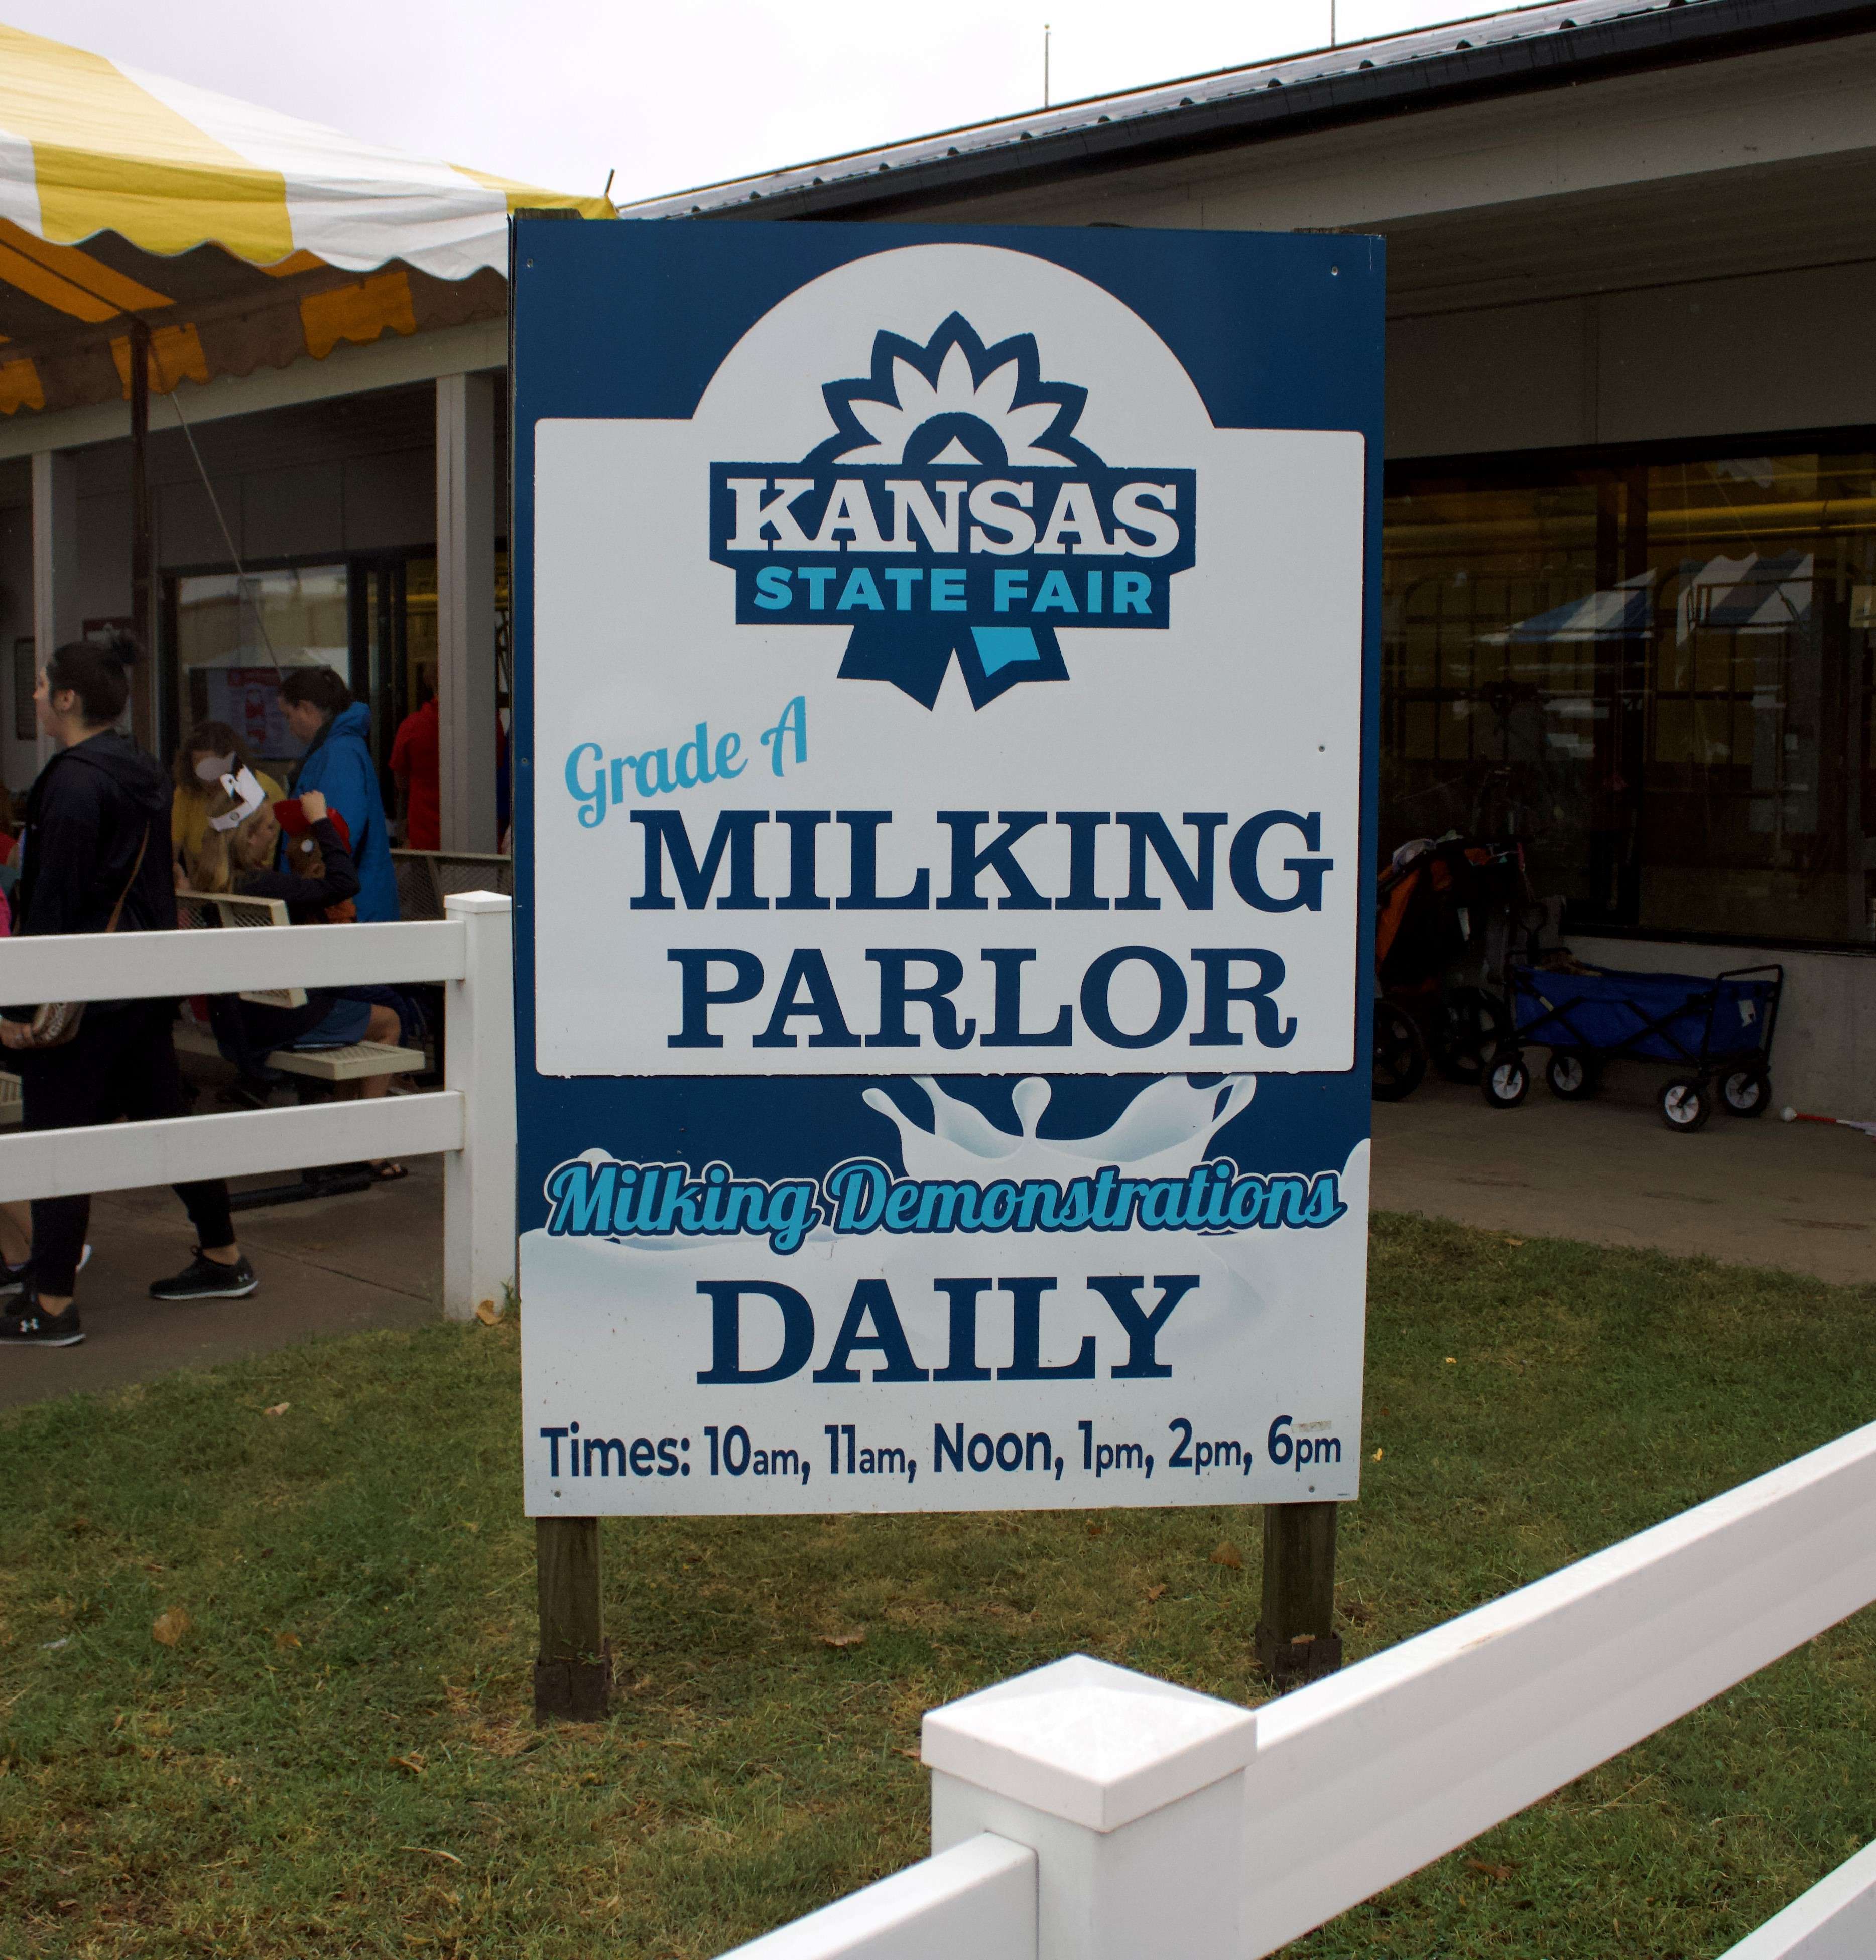 KANSAS
STATE FAIR
Grade A
MILKING
PARLOR
Milking Demonstrations
DAILY
Times: 10am, 11am, Noon, 1pm, 2pm, 6pm